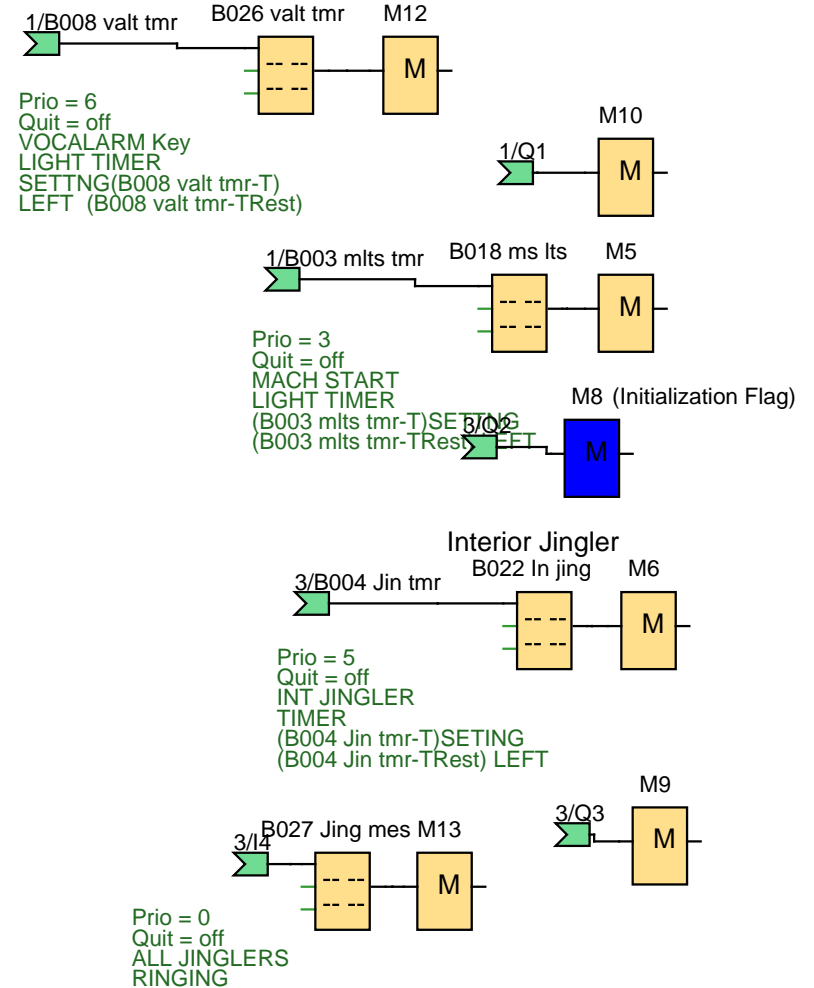 1/B008 valt tmr
B026 valt tmr
M12
-- --
-- --
M
Prio = 6
Quit = off
VOCALARM Key
LIGHT TIMER
SETTNG(B008 valt tmr-T)
LEFT (B008 valt tmr-TRest)
M10
1/Q1
M
1/B003 mlts tmr
B018 ms lts
M5
-- --
-- --
M
Prio = 3
Quit = off
MACH START
LIGHT TIMER
(B003 mlts tmr-T)SETTNG
(B003 mlts tmr-TRest) LEFT
M8 (Initialization Flag)
3/Q2
M
Interior Jingler
3/B004 Jin tmr
B022 In jing
M6
-- --
-- --
M
Prio = 5
Quit = off
INT JINGLER
TIMER
(B004 Jin tmr-T)SETING
(B004 Jin tmr-TRest) LEFT
M9
3/Q3
M
3/I4
B027 Jing mes
M13
-- --
-- --
M
Prio = 0
Quit = off
ALL JINGLERS
RINGING